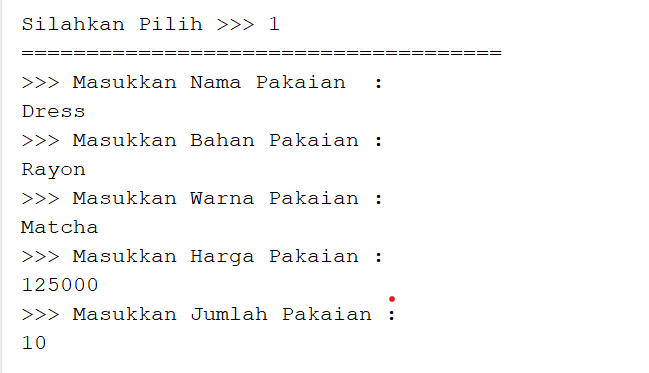 Silahkan Pilih >>> 1
=====================================
>>> Masukkan Nama Pakaian  :
Dress
>>> Masukkan Bahan Pakaian :
Rayon
>>> Masukkan Warna Pakaian :
Matcha
>>> Masukkan Harga Pakaian :
125000
>>> Masukkan Jumlah Pakaian :
10